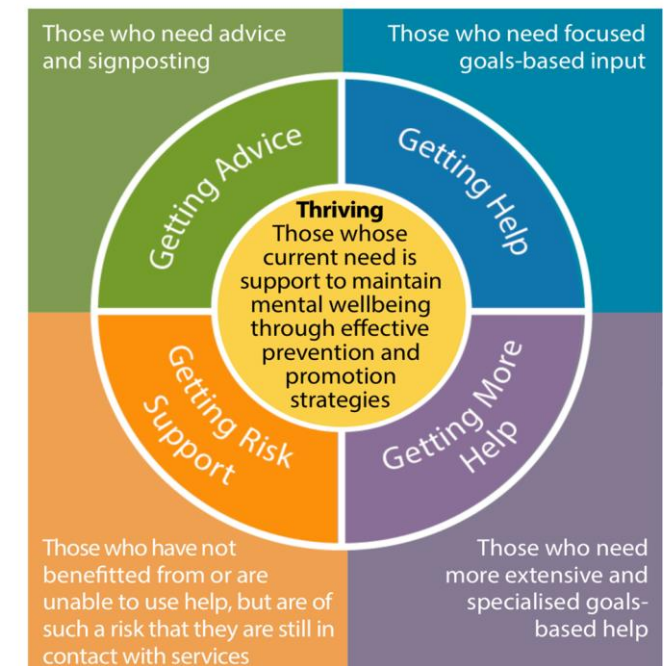 Those who need advice
and signposting
Those who need focused
goals-based input
Getting Advice
Getting Help
Thriving
Those whose
current need is
support to maintain
mental wellbeing
through effective
prevention and
promotion
strategies
Getting Risk
Support
Getting More
Help
Those who have not
benefitted from or are
unable to use help, but are of
such a risk that they are still in
contact with services
Those who need
more extensive and
specialised goals-
based help